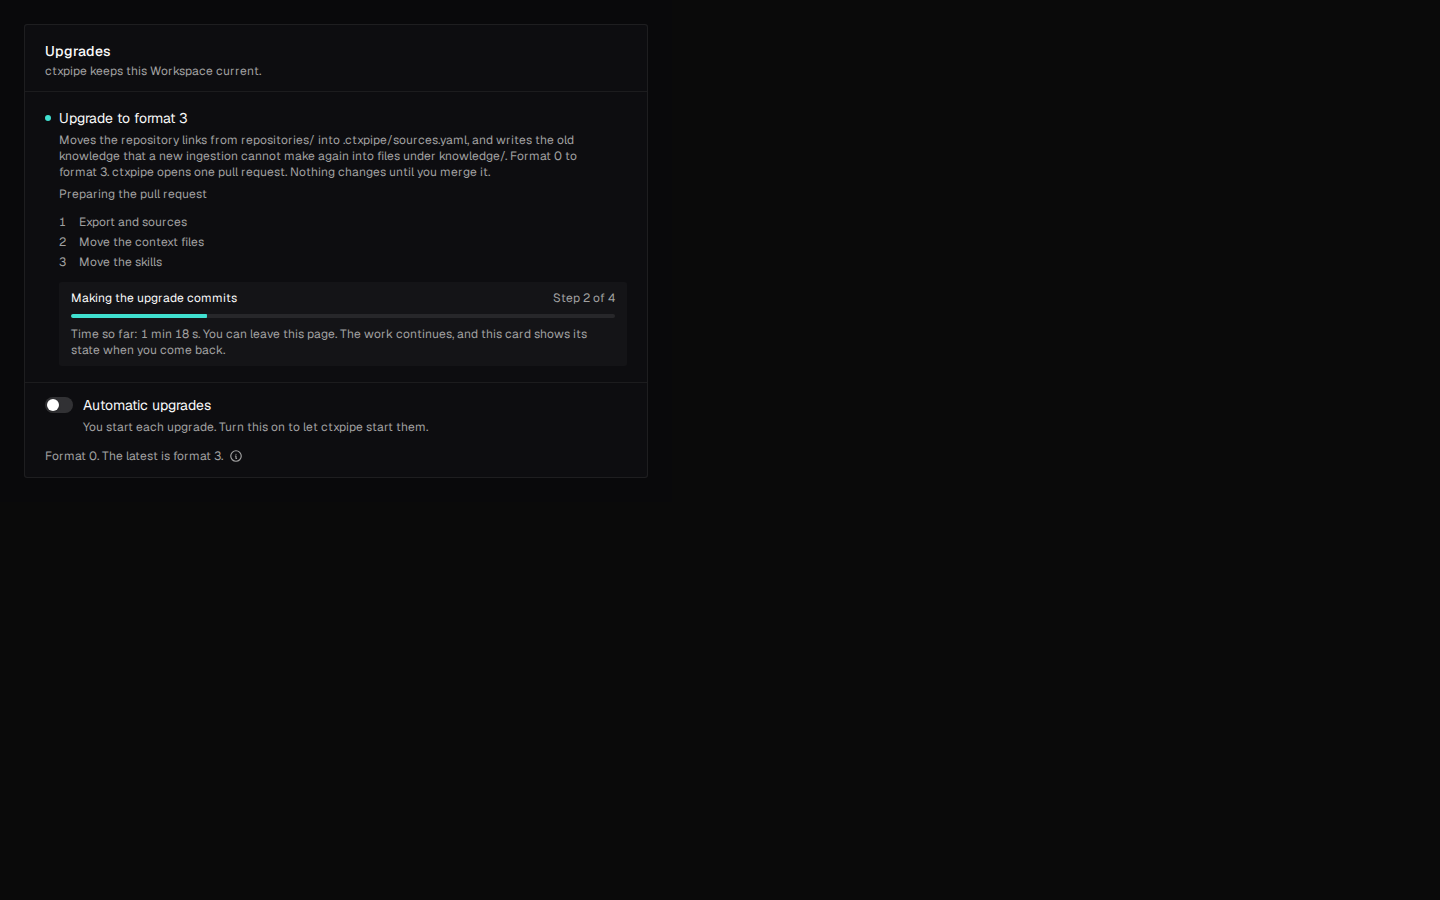 Upgrades
ctxpipe keeps this Workspace current.
Upgrade to format 3
Moves the repository links from repositories/ into .ctxpipe/sources.yaml, and writes the old
knowledge that a new ingestion cannot make again into files under knowledge/. Format 0 to
format 3. ctxpipe opens one pull request. Nothing changes until you merge it.
Preparing the pull request
1 Export and sources
2 Move the context files
3 Move the skills
Making the upgrade commits Step 2 of 4
Time so far: 1 min 18 s. You can leave this page. The work continues, and this card shows its
state when you come back.
Automatic upgrades
You start each upgrade. Turn this on to let ctxpipe start them.
Format 0. The latest is format 3.